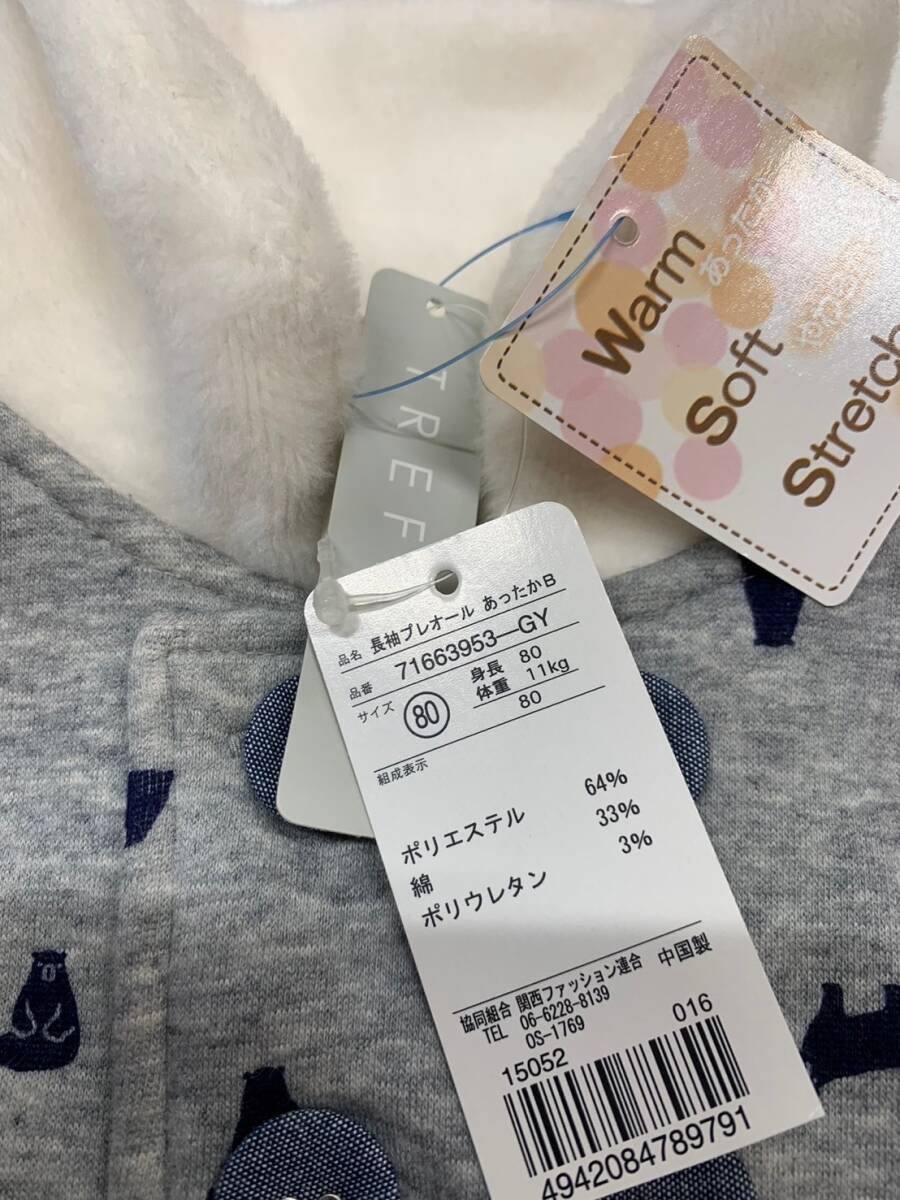 Warm
あったか
Soft
Stretch
TREF
品名 長袖プレオール あったかB
品番 71663953-GY
サイズ 80 身長 80
体重 11kg
80
組成表示
ポリエステル 64%
綿 33%
ポリウレタン 3%
協同組合 関西ファッション連合 中国製
TEL 06-6228-8139
OS-1769
15052 016
4942084789791